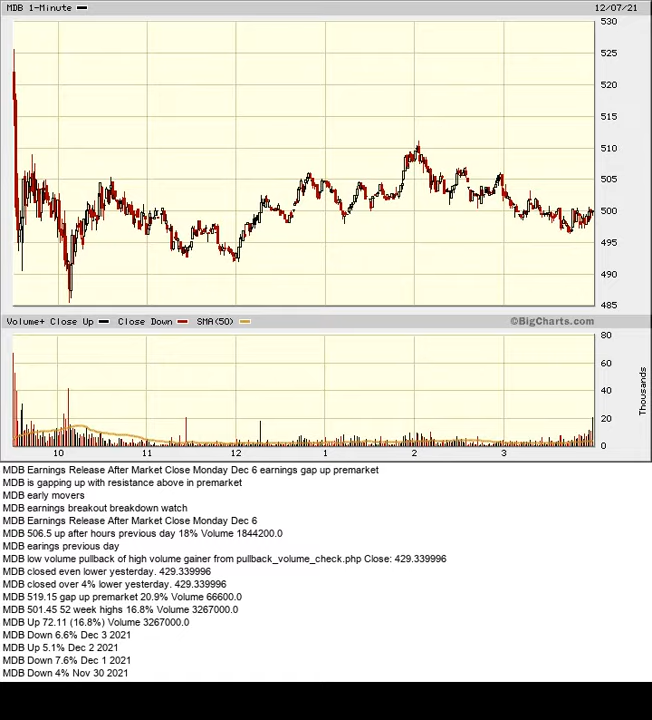 MDB 1-Minute 12/07/21
530
525
520
515
510
505
500
495
490
485
Volume+ Close Up Close Down SMA(50) ©BigCharts.com
80
60
40
20
0
Thousands
10 11 12 1 2 3
MDB Earnings Release After Market Close Monday Dec 6 earnings gap up premarket
MDB is gapping up with resistance above in premarket
MDB early movers
MDB earnings breakout breakdown watch
MDB Earnings Release After Market Close Monday Dec 6
MDB 506.5 up after hours previous day 18% Volume 1844200.0
MDB earings previous day
MDB low volume pullback of high volume gainer from pullback_volume_check.php Close: 429.339996
MDB closed even lower yesterday. 429.339996
MDB closed over 4% lower yesterday. 429.339996
MDB 519.15 gap up premarket 20.9% Volume 66600.0
MDB 501.45 52 week highs 16.8% Volume 3267000.0
MDB Up 72.11 (16.8%) Volume 3267000.0
MDB Down 6.6% Dec 3 2021
MDB Up 5.1% Dec 2 2021
MDB Down 7.6% Dec 1 2021
MDB Down 4% Nov 30 2021